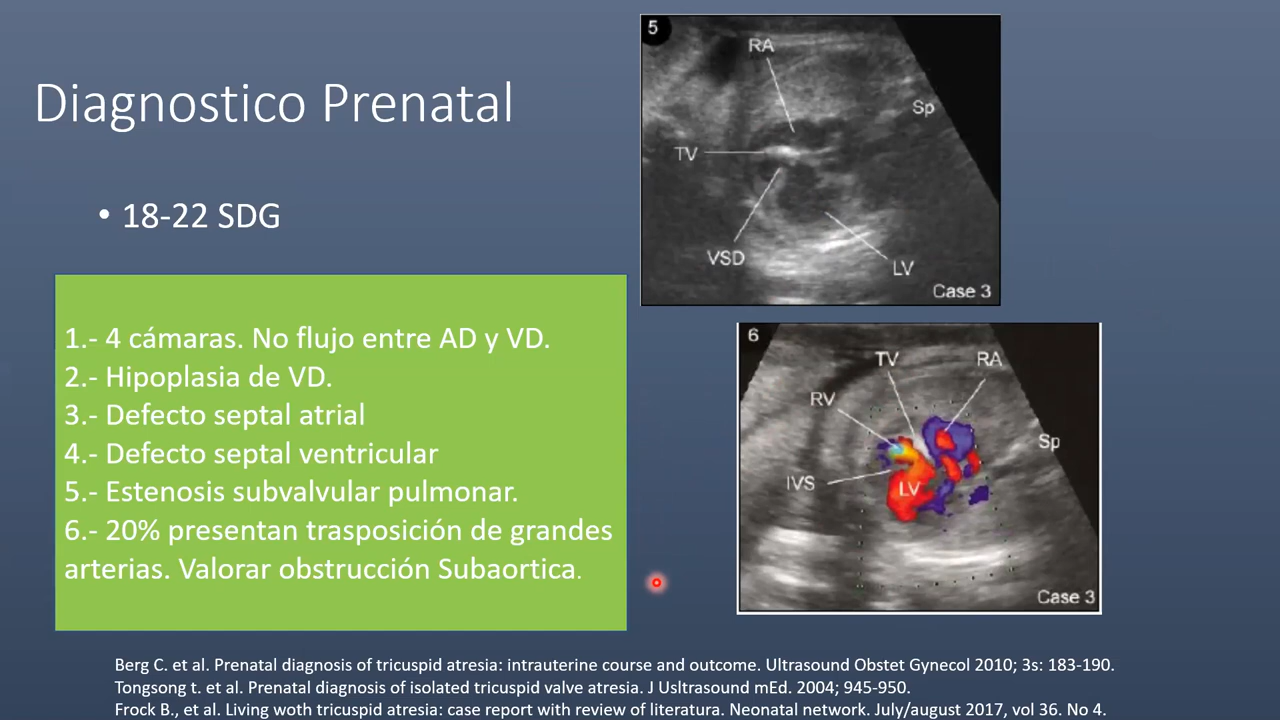 Diagnostico Prenatal
• 18-22 SDG
1.- 4 cámaras. No flujo entre AD y VD.
2.- Hipoplasia de VD.
3.- Defecto septal atrial
4.- Defecto septal ventricular
5.- Estenosis subvalvular pulmonar.
6.- 20% presentan trasposición de grandes
arterias. Valorar obstrucción Subaortica.
5
RA
Sp
TV
VSD
LV
Case 3
6
TV
RA
RV
Sp
IVS
LV
Case 3
Berg C. et al. Prenatal diagnosis of tricuspid atresia: intrauterine course and outcome. Ultrasound Obstet Gynecol 2010; 3s: 183-190.
Tongsong t. et al. Prenatal diagnosis of isolated tricuspid valve atresia. J Usltrasound mEd. 2004; 945-950.
Frock B., et al. Living woth tricuspid atresia: case report with review of literatura. Neonatal network. July/august 2017, vol 36. No 4.